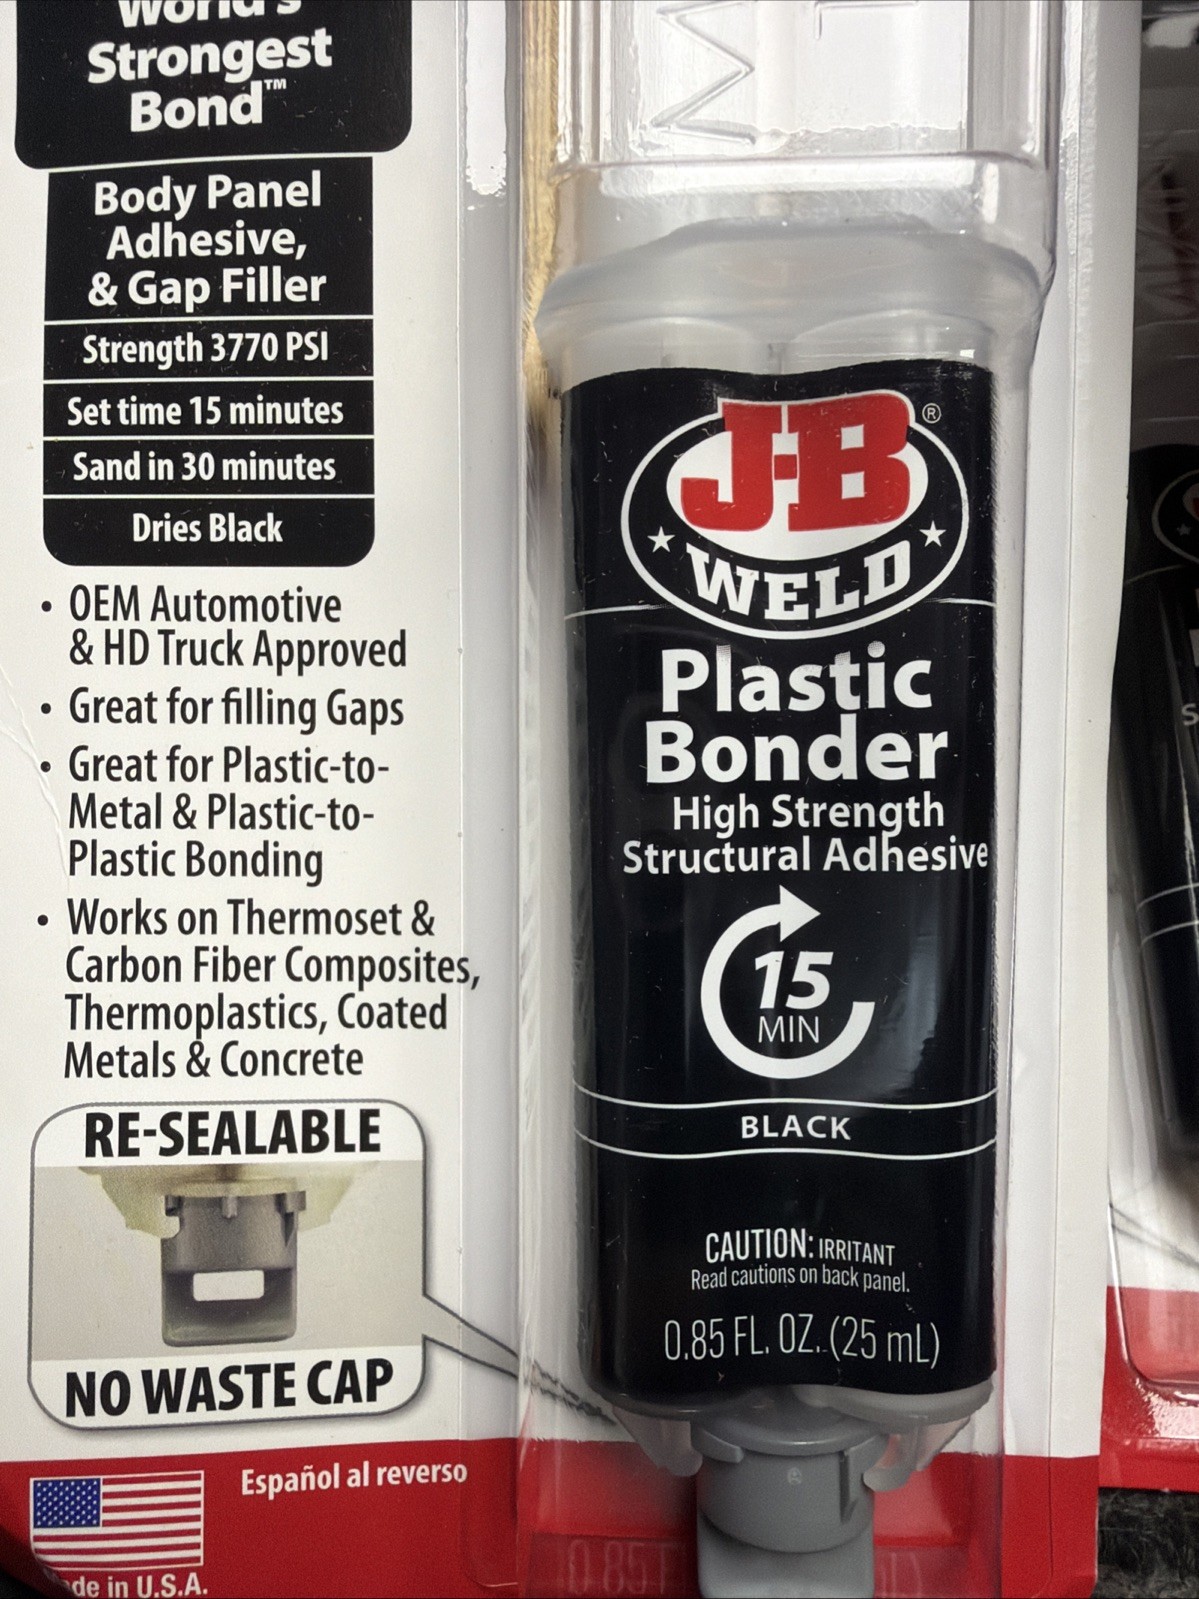 World's
Strongest
Bond™
Body Panel
Adhesive,
& Gap Filler
Strength 3770 PSI
Set time 15 minutes
Sand in 30 minutes
Dries Black
• OEM Automotive
& HD Truck Approved
• Great for filling Gaps
• Great for Plastic-to-
Metal & Plastic-to-
Plastic Bonding
• Works on Thermoset &
Carbon Fiber Composites,
Thermoplastics, Coated
Metals & Concrete
RE-SEALABLE
NO WASTE CAP
Español al reverso
in U.S.A.
J-B®
WELD
Plastic
Bonder
High Strength
Structural Adhesive
15
MIN
BLACK
CAUTION: IRRITANT
Read cautions on back panel.
0.85 FL. OZ. (25 mL)
0.85 F